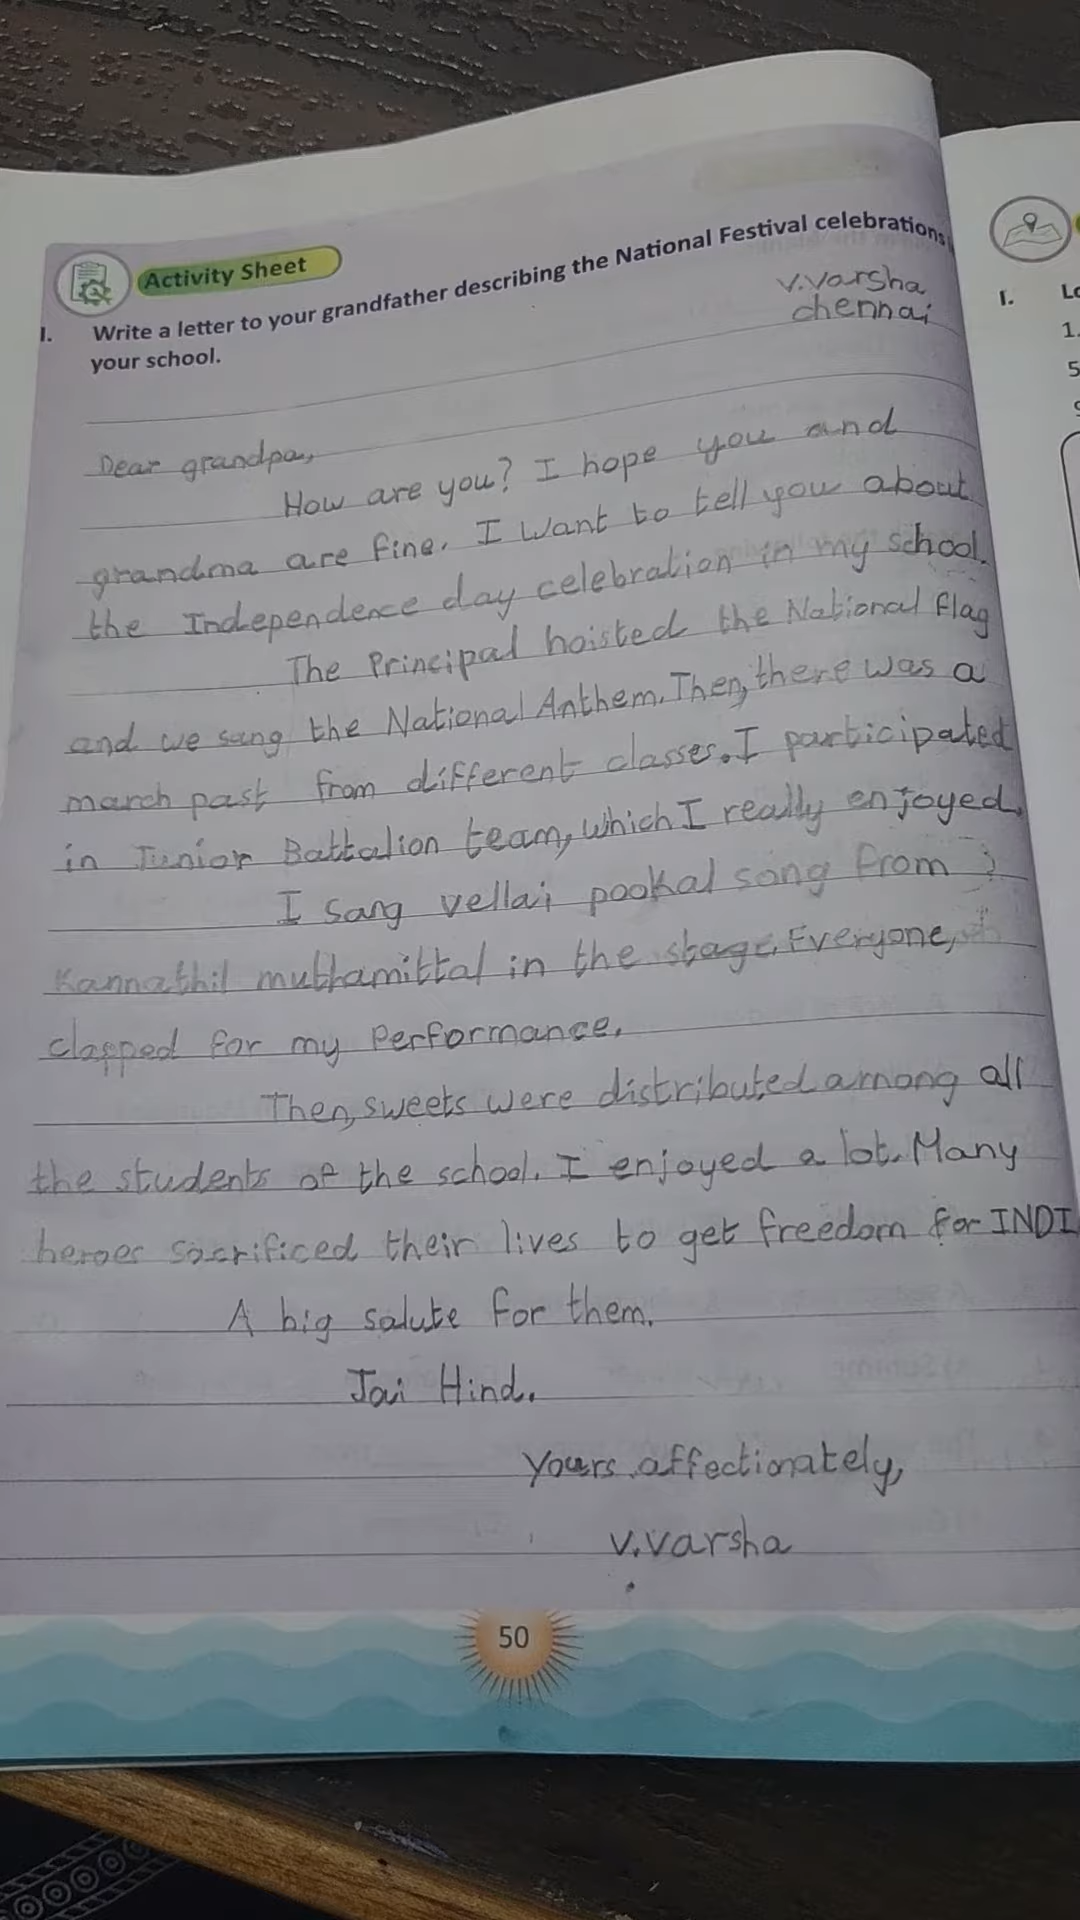 Activity Sheet
I. Write a letter to your grandfather describing the National Festival celebrations
your school.
V.Varsha
chennai
Dear grandpa,
How are you? I hope you and
grandma are fine. I Want to tell you about
the Independence day celebration in my school.
The Principal hoisted the National Flag
and we sang the National Anthem. Then, there was a
march past from different classes. I participated
in Junior Battalion team, which I really enjoyed.
I sang vellai pookal song from
Kannathil muthamittal in the stage. Everyone,
clapped for my Performance.
Then, sweets were distributed among all
the students of the school. I enjoyed a lot. Many
heroes sacrificed their lives to get freedom for INDI
A big salute for them.
Jai Hind.
Yours affectionately,
V.Varsha
50
I.
1.
5